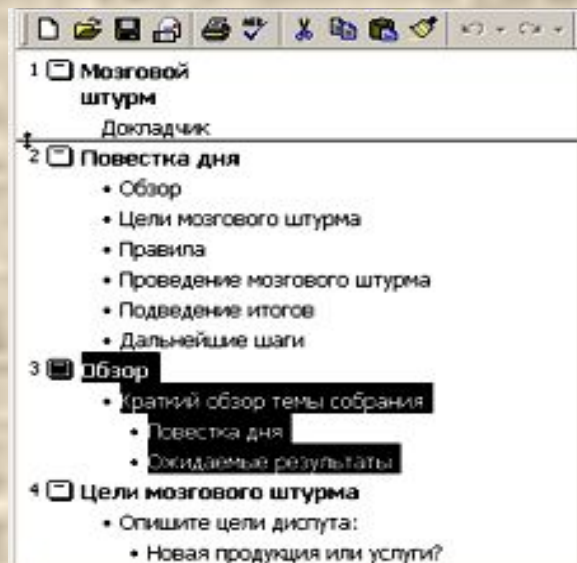 1 Мозговой
штурм
Докладчик
2 Повестка дня
• Обзор
• Цели мозгового штурма
• Правила
• Проведение мозгового штурма
• Подведение итогов
• Дальнейшие шаги
3 Обзор
• Краткий обзор темы собрания
• Повестка дня
• Ожидаемые результаты
4 Цели мозгового штурма
• Опишите цели диспута:
• Новая продукция или услуги?